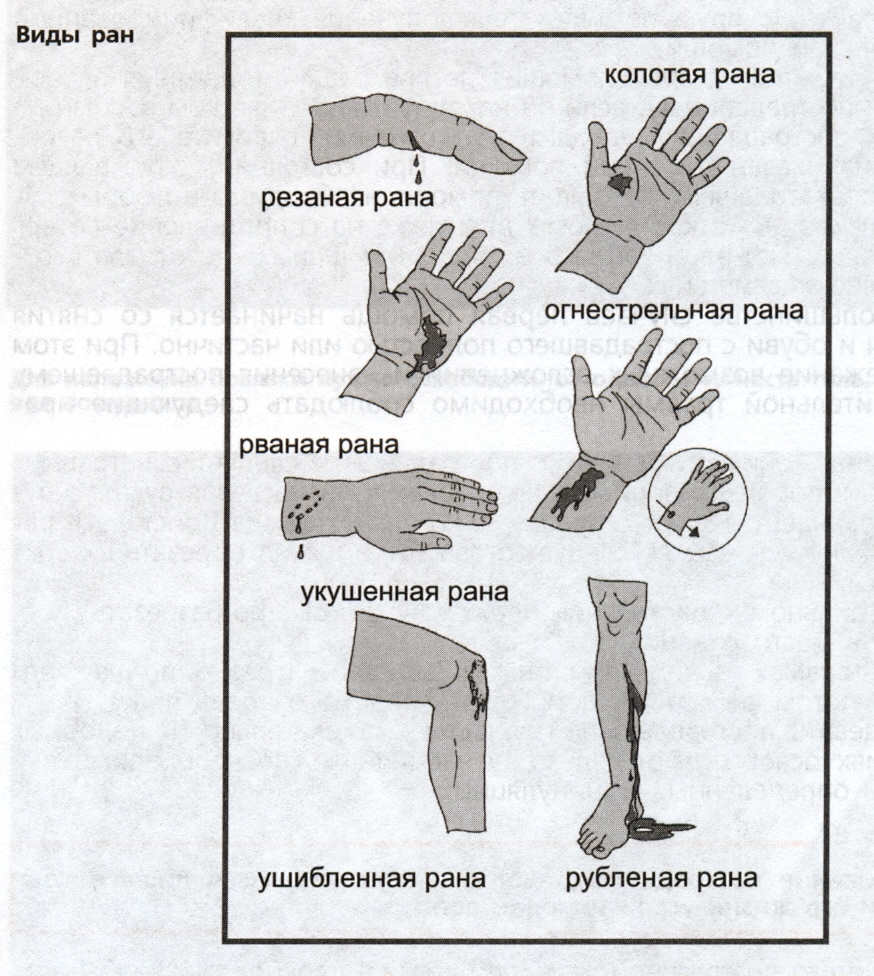 Виды ран
колотая рана
резаная рана
огнестрельная рана
рваная рана
укушенная рана
ушибленная рана
рубленая рана